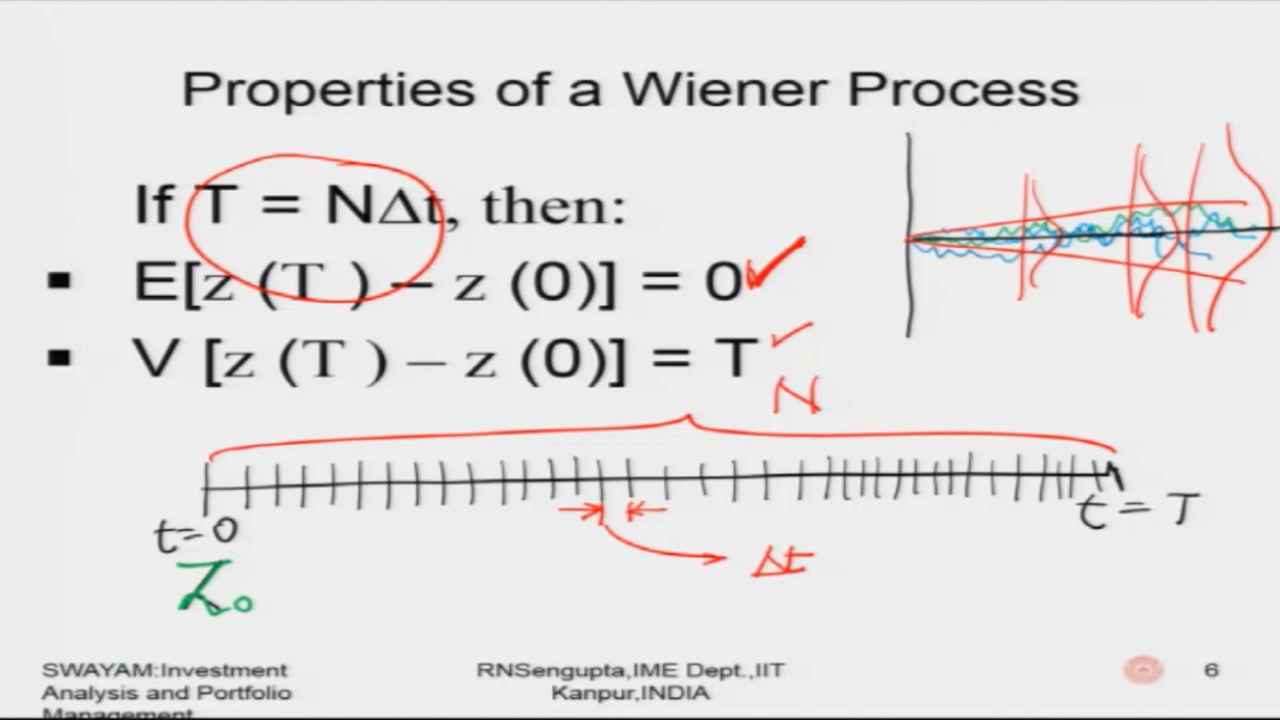 Properties of a Wiener Process
If T = NΔt, then:
▪ E[z (T ) – z (0)] = 0
▪ V [z (T ) – z (0)] = T
N
t=0
t = T
Δt
Z0
SWAYAM:Investment
Analysis and Portfolio
Management
RNSengupta,IME Dept.,IIT
Kanpur,INDIA
6